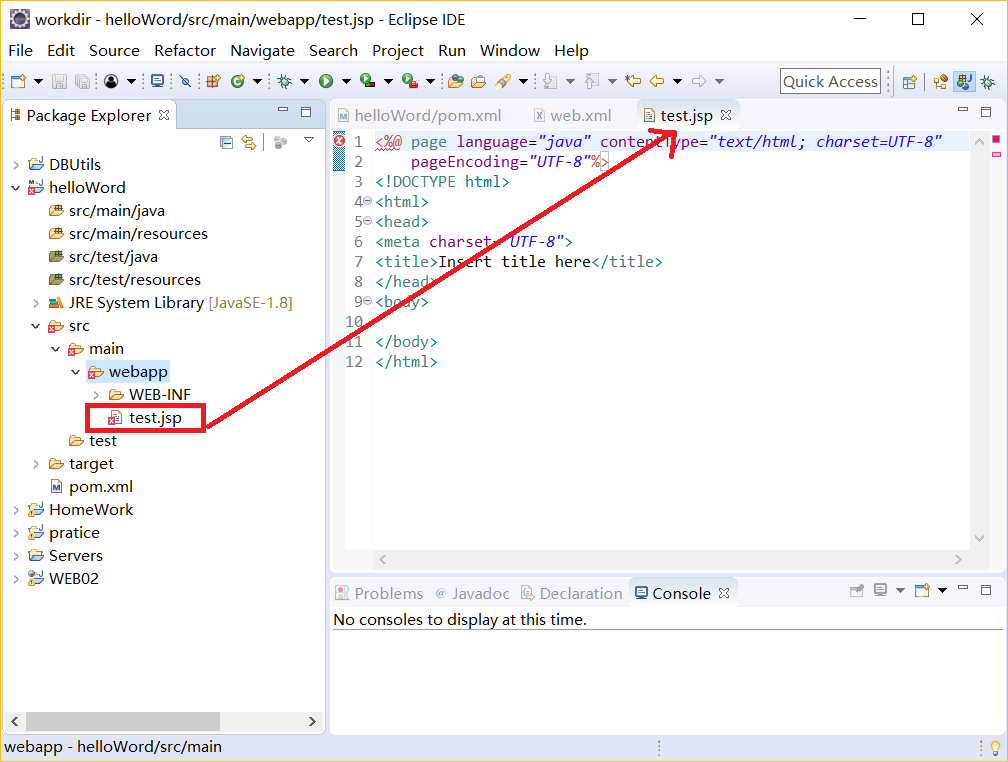 workdir - helloWord/src/main/webapp/test.jsp - Eclipse IDE
File Edit Source Refactor Navigate Search Project Run Window Help
Quick Access
Package Explorer
DBUtils
helloWord
src/main/java
src/main/resources
src/test/java
src/test/resources
JRE System Library [JavaSE-1.8]
src
main
webapp
WEB-INF
test.jsp
test
target
pom.xml
HomeWork
pratice
Servers
WEB02
helloWord/pom.xml web.xml test.jsp
1 <%@ page language="java" contentType="text/html; charset=UTF-8"
2 pageEncoding="UTF-8"%>
3 <!DOCTYPE html>
4 <html>
5 <head>
6 <meta charset="UTF-8">
7 <title>Insert title here</title>
8 </head>
9 <body>
10
11 </body>
12 </html>
Problems @ Javadoc Declaration Console
No consoles to display at this time.
webapp - helloWord/src/main